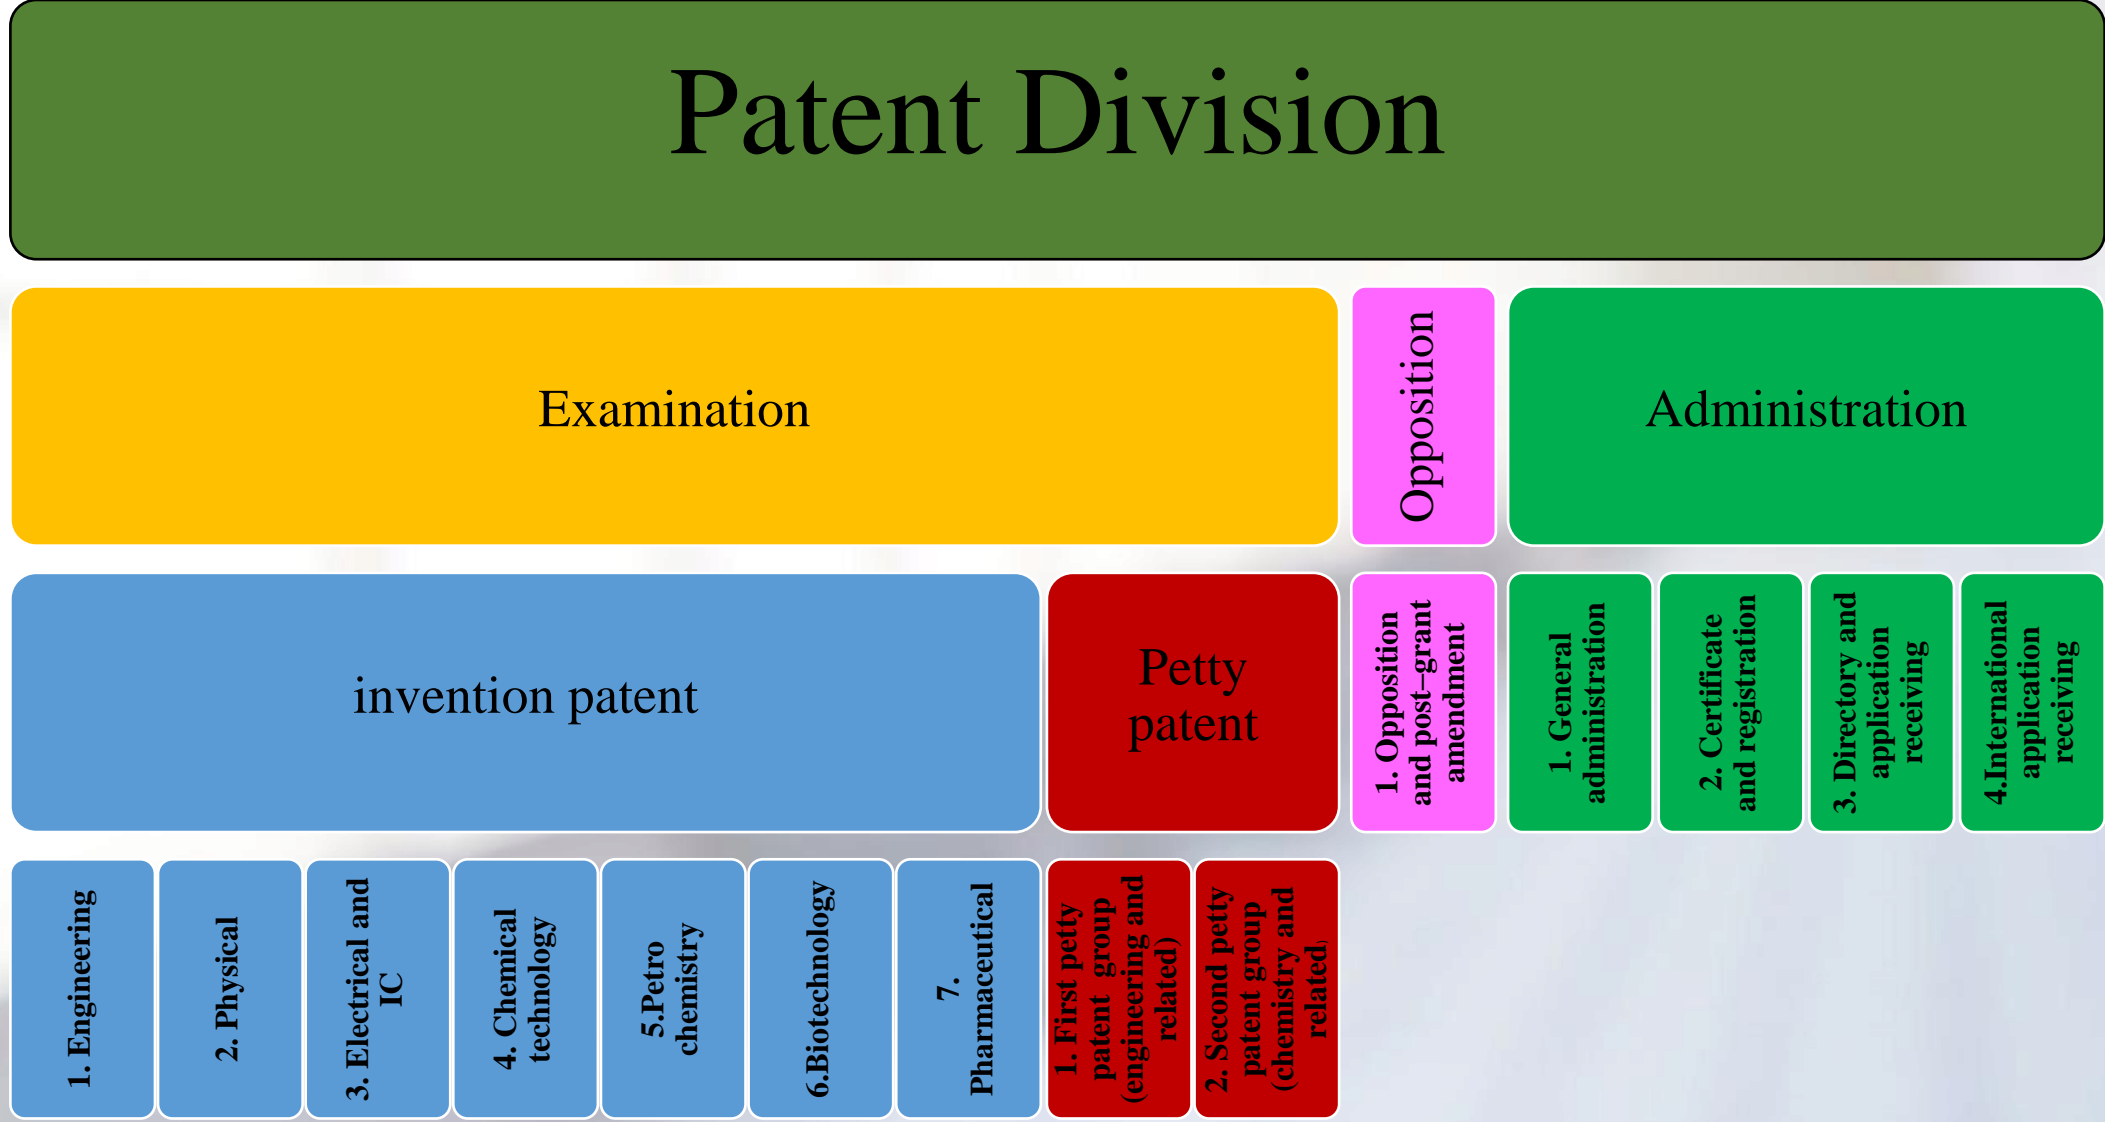 Patent Division
Examination
Opposition
Administration
invention patent
Petty
patent
1. Opposition
and post–grant
amendment
1. General
administration
2. Certificate
and registration
3. Directory and
application
receiving
4.International
application
receiving
1. Engineering
2. Physical
3. Electrical and
IC
4. Chemical
technology
5.Petro
chemistry
6.Biotechnology
7.
Pharmaceutical
1. First petty
patent group
(engineering and
related)
2. Second petty
patent group
(chemistry and
related)